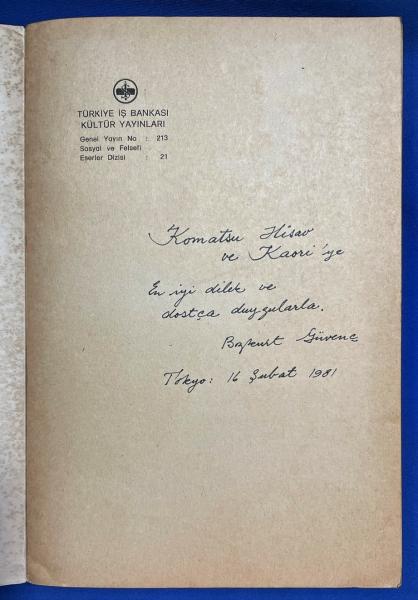 TÜRKİYE İŞ BANKASI
KÜLTÜR YAYINLARI
Genel Yayın No : 213
Sosyal ve Felsefi
Eserler Dizisi : 21
Komatsu Hisao
ve Kaori'ye
En iyi dilek ve
dostça duygularla.
Bozkurt Güvenç
Tokyo: 16 Şubat 1981